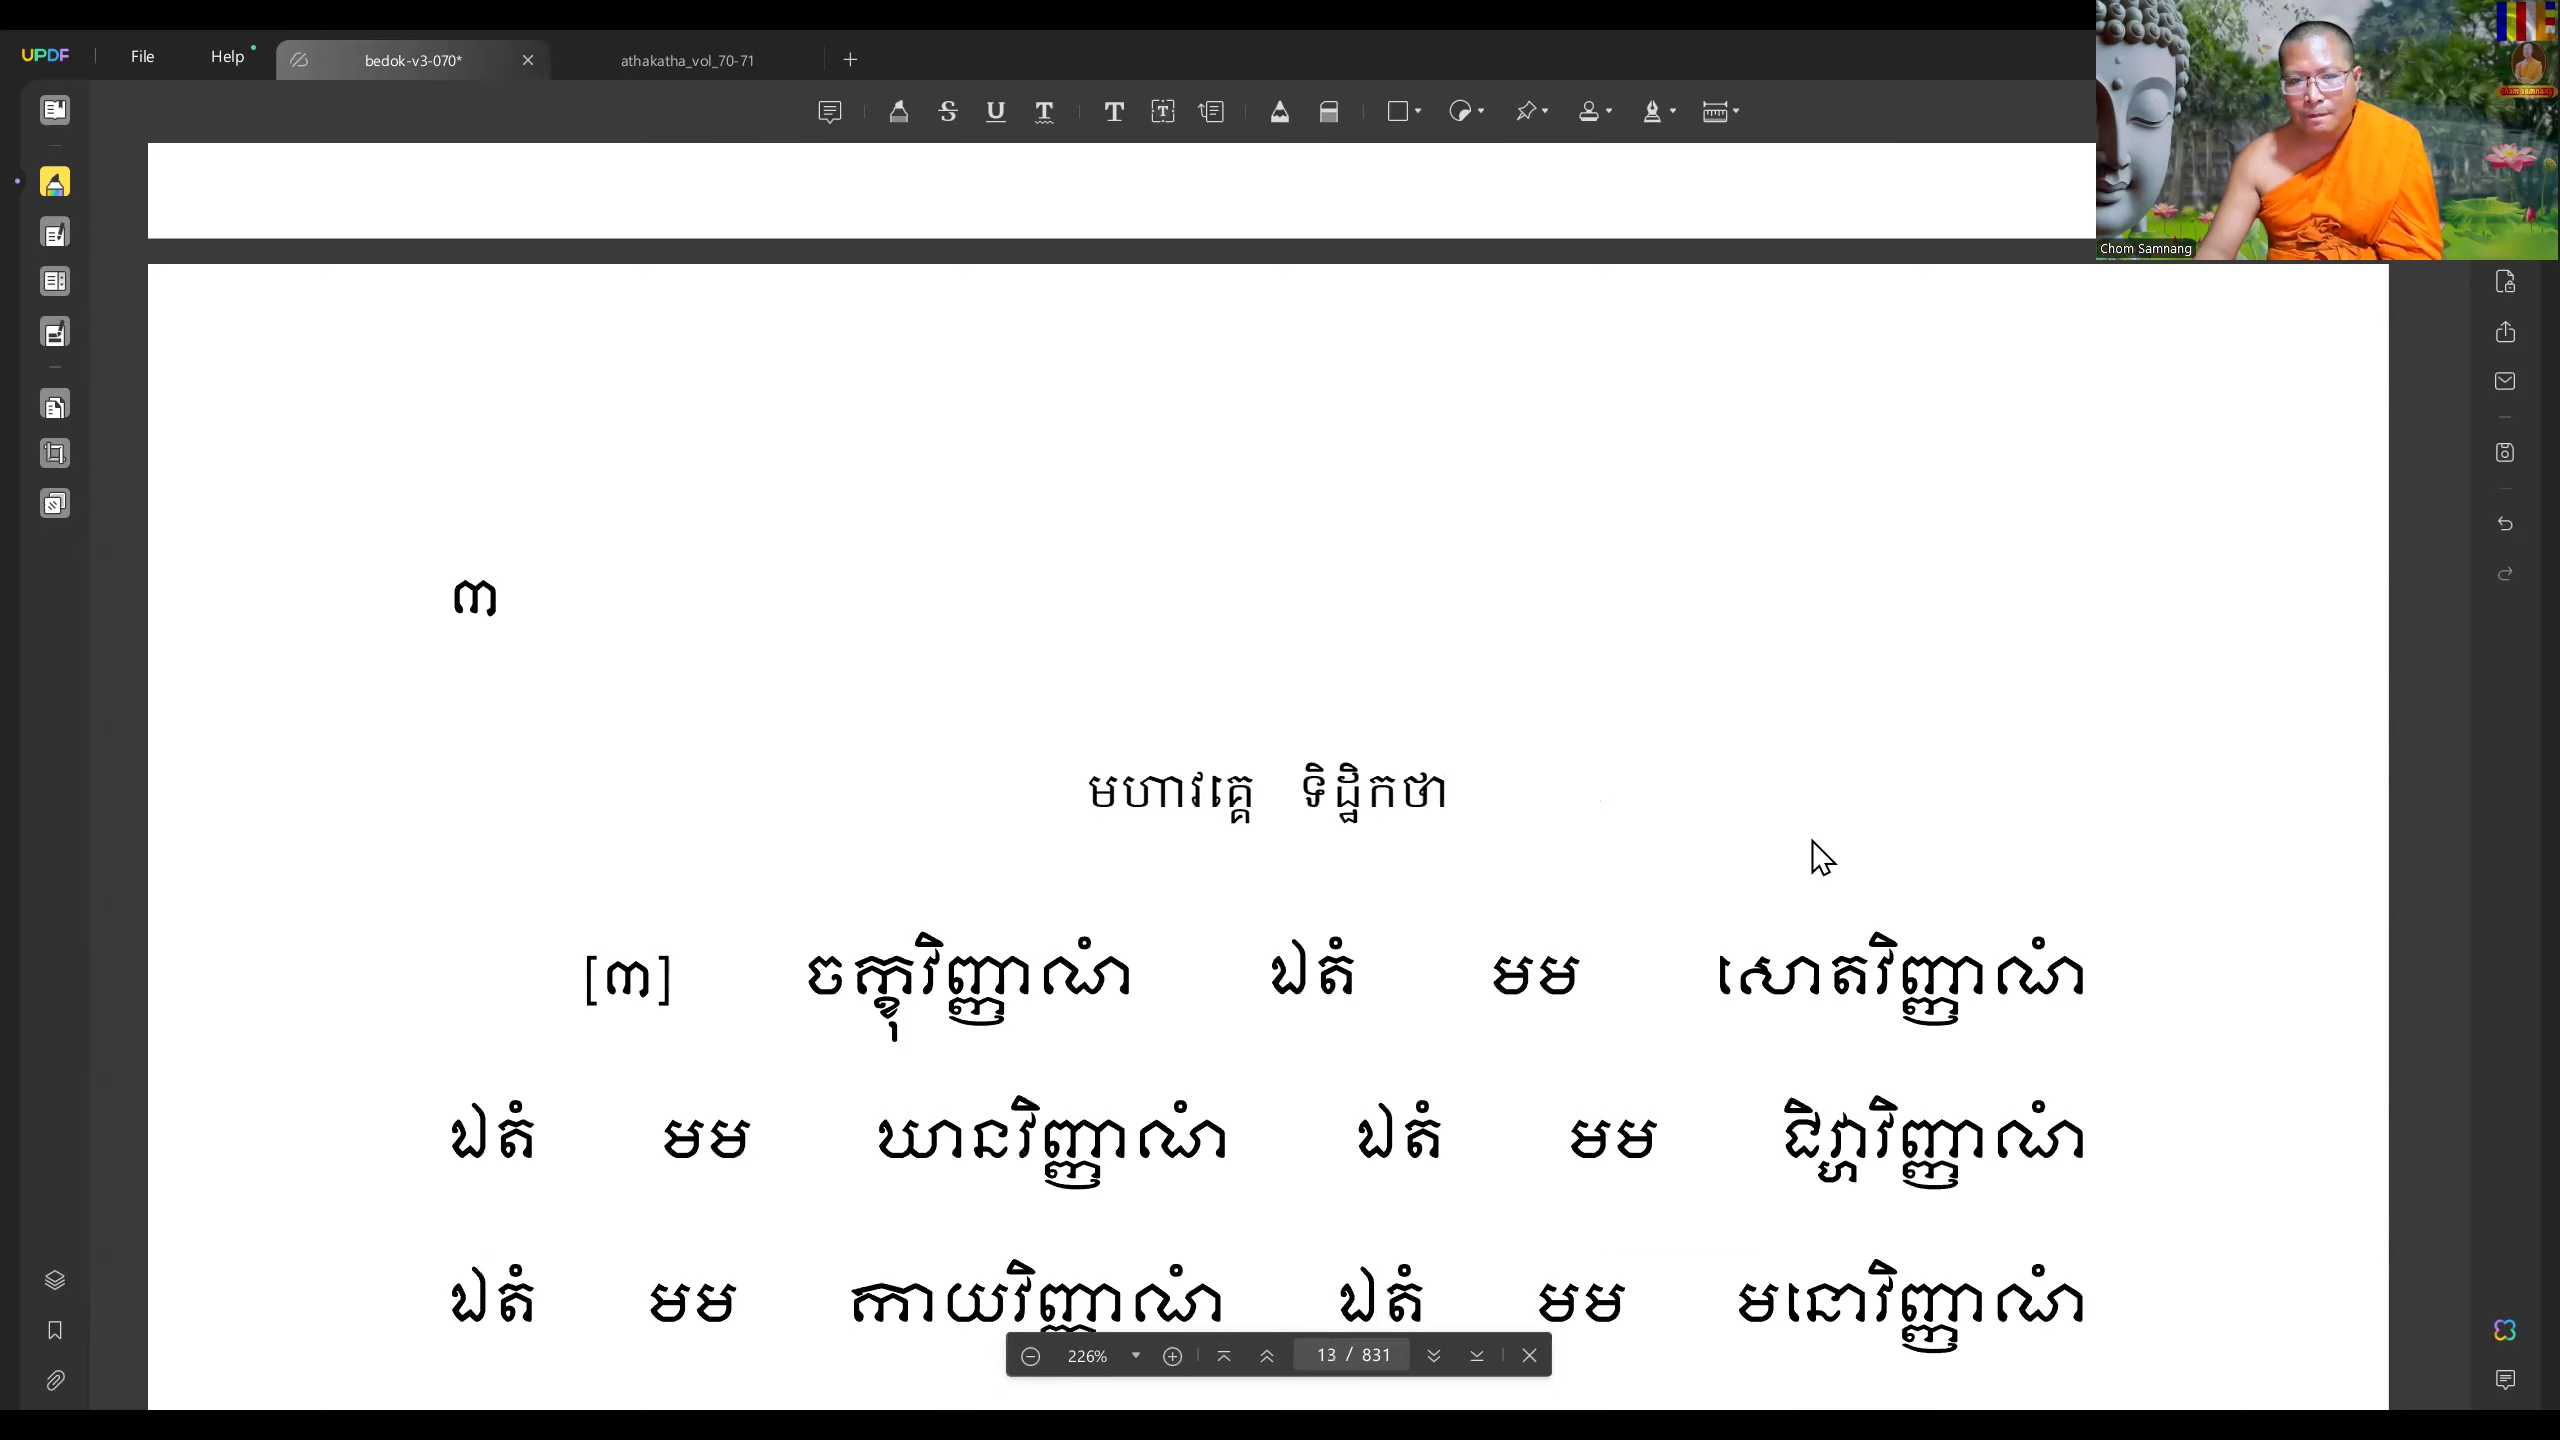 UPDF File Help bedok-v3-070* athakatha_vol_70-71
Chom Samnang
៣
មហាវគ្គេ ទិដ្ឋិកថា
[៣] ចក្ខុវិញ្ញាណំ ឯតំ មម សោតវិញ្ញាណំ
ឯតំ មម ឃានវិញ្ញាណំ ឯតំ មម ជិវ្ហាវិញ្ញាណំ
ឯតំ មម កាយវិញ្ញាណំ ឯតំ មម មនោវិញ្ញាណំ
226% 13 / 831